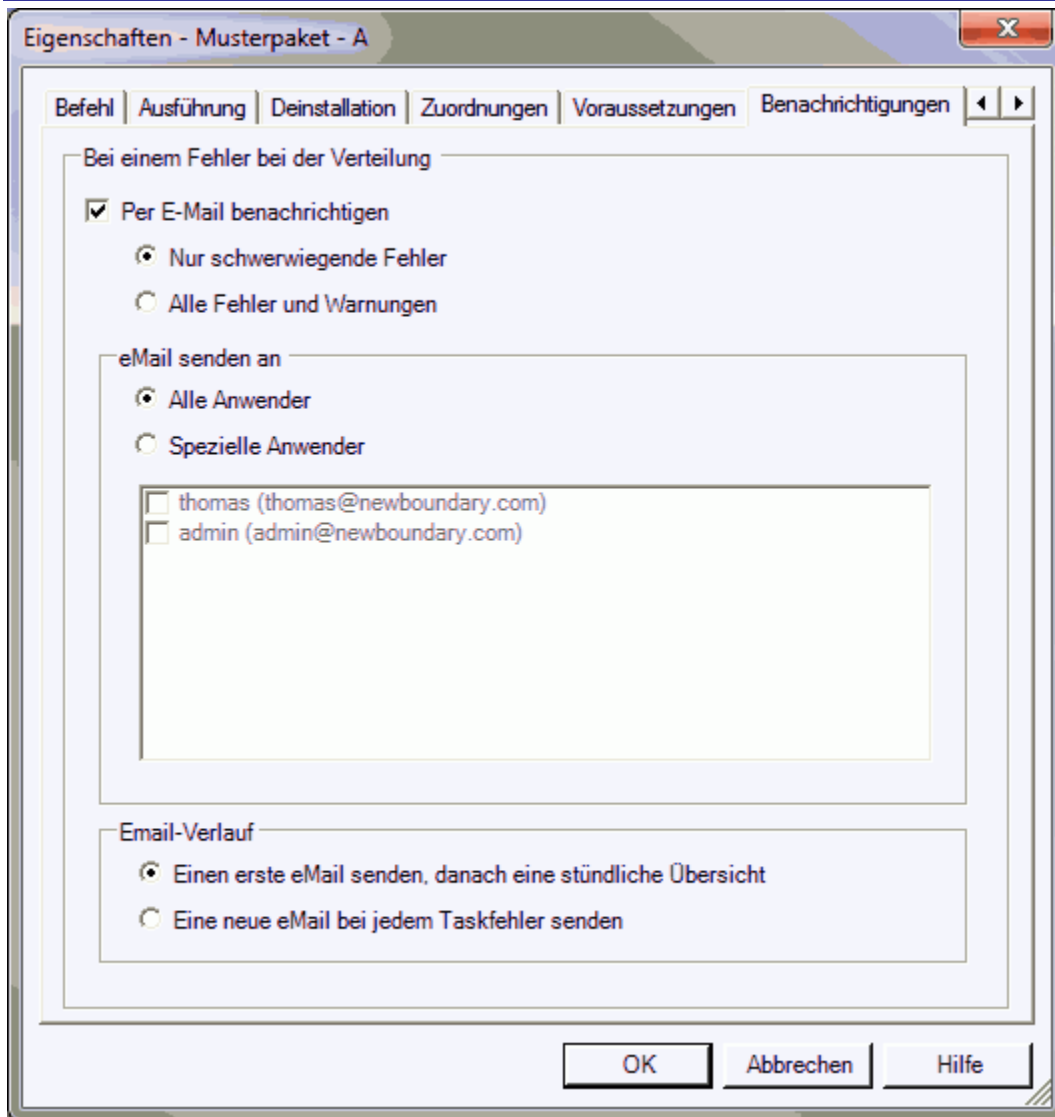 Eigenschaften - Musterpaket - A
Befehl Ausführung Deinstallation Zuordnungen Voraussetzungen Benachrichtigungen
Bei einem Fehler bei der Verteilung
Per E-Mail benachrichtigen
Nur schwerwiegende Fehler
Alle Fehler und Warnungen
eMail senden an
Alle Anwender
Spezielle Anwender
thomas (thomas@newboundary.com)
admin (admin@newboundary.com)
Email-Verlauf
Einen erste eMail senden, danach eine stündliche Übersicht
Eine neue eMail bei jedem Taskfehler senden
OK Abbrechen Hilfe